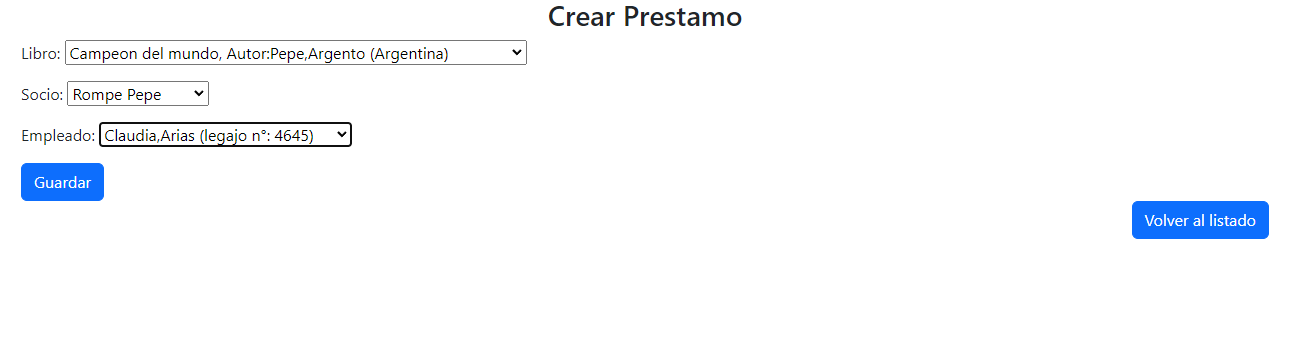 Crear Prestamo
Libro: Campeon del mundo, Autor:Pepe,Argento (Argentina)
Socio: Rompe Pepe
Empleado: Claudia,Arias (legajo n°: 4645)
Guardar
Volver al listado